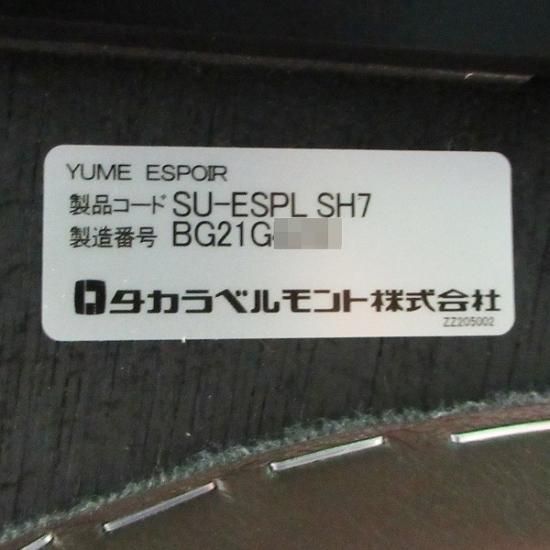 YUME ESPOIR
製品コード SU-ESPL SH7
製造番号 BG21G
タカラベルモント株式会社
ZZ205002